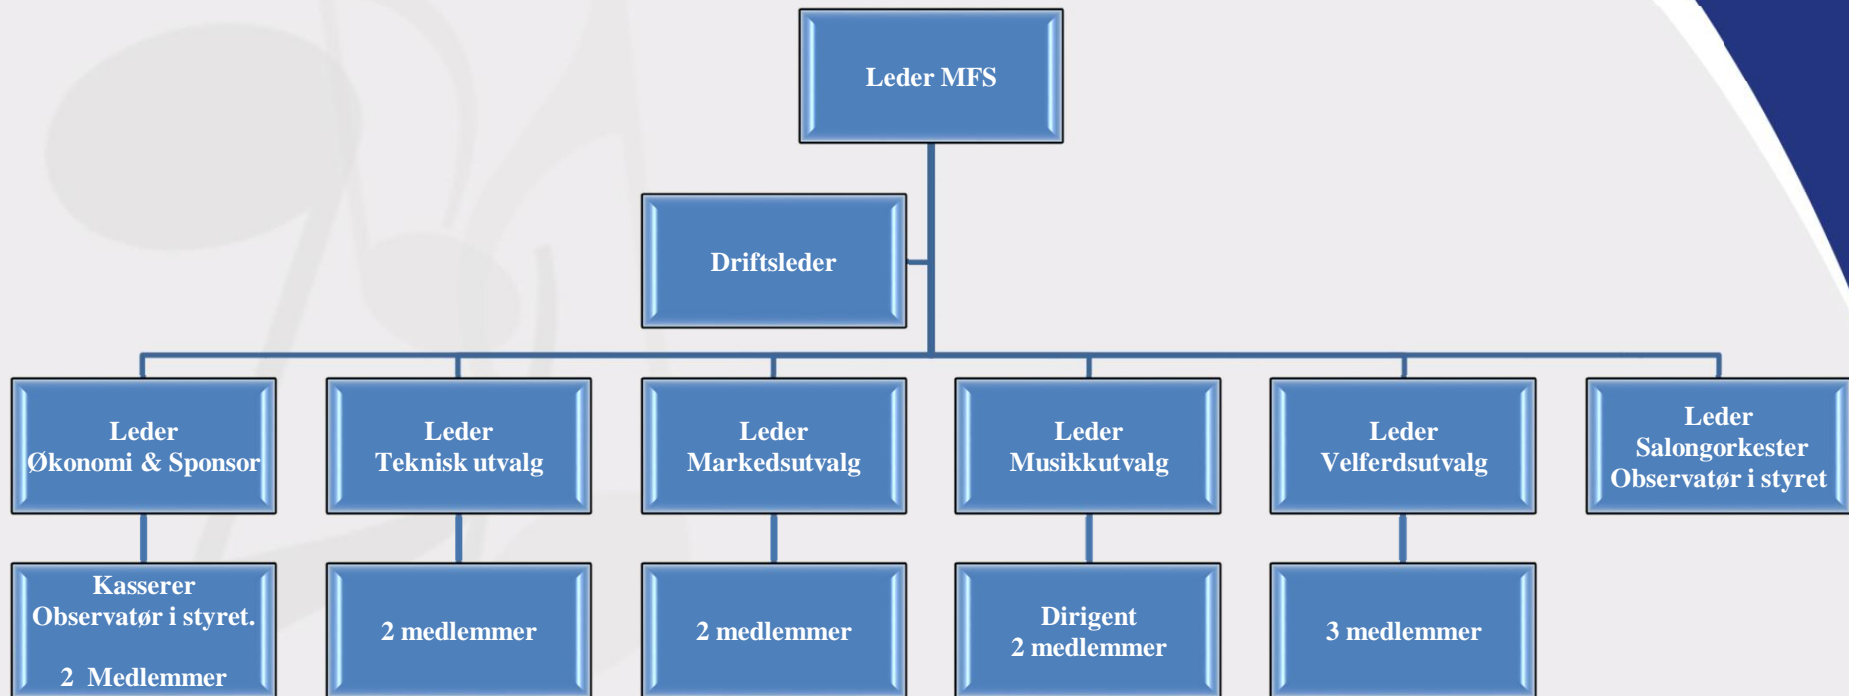 Leder MFS
Driftsleder
Leder
Økonomi & Sponsor
Leder
Teknisk utvalg
Leder
Markedsutvalg
Leder
Musikkutvalg
Leder
Velferdsutvalg
Leder
Salongorkester
Observatør i styret
Kasserer
Observatør i styret.
2 Medlemmer
2 medlemmer
2 medlemmer
Dirigent
2 medlemmer
3 medlemmer